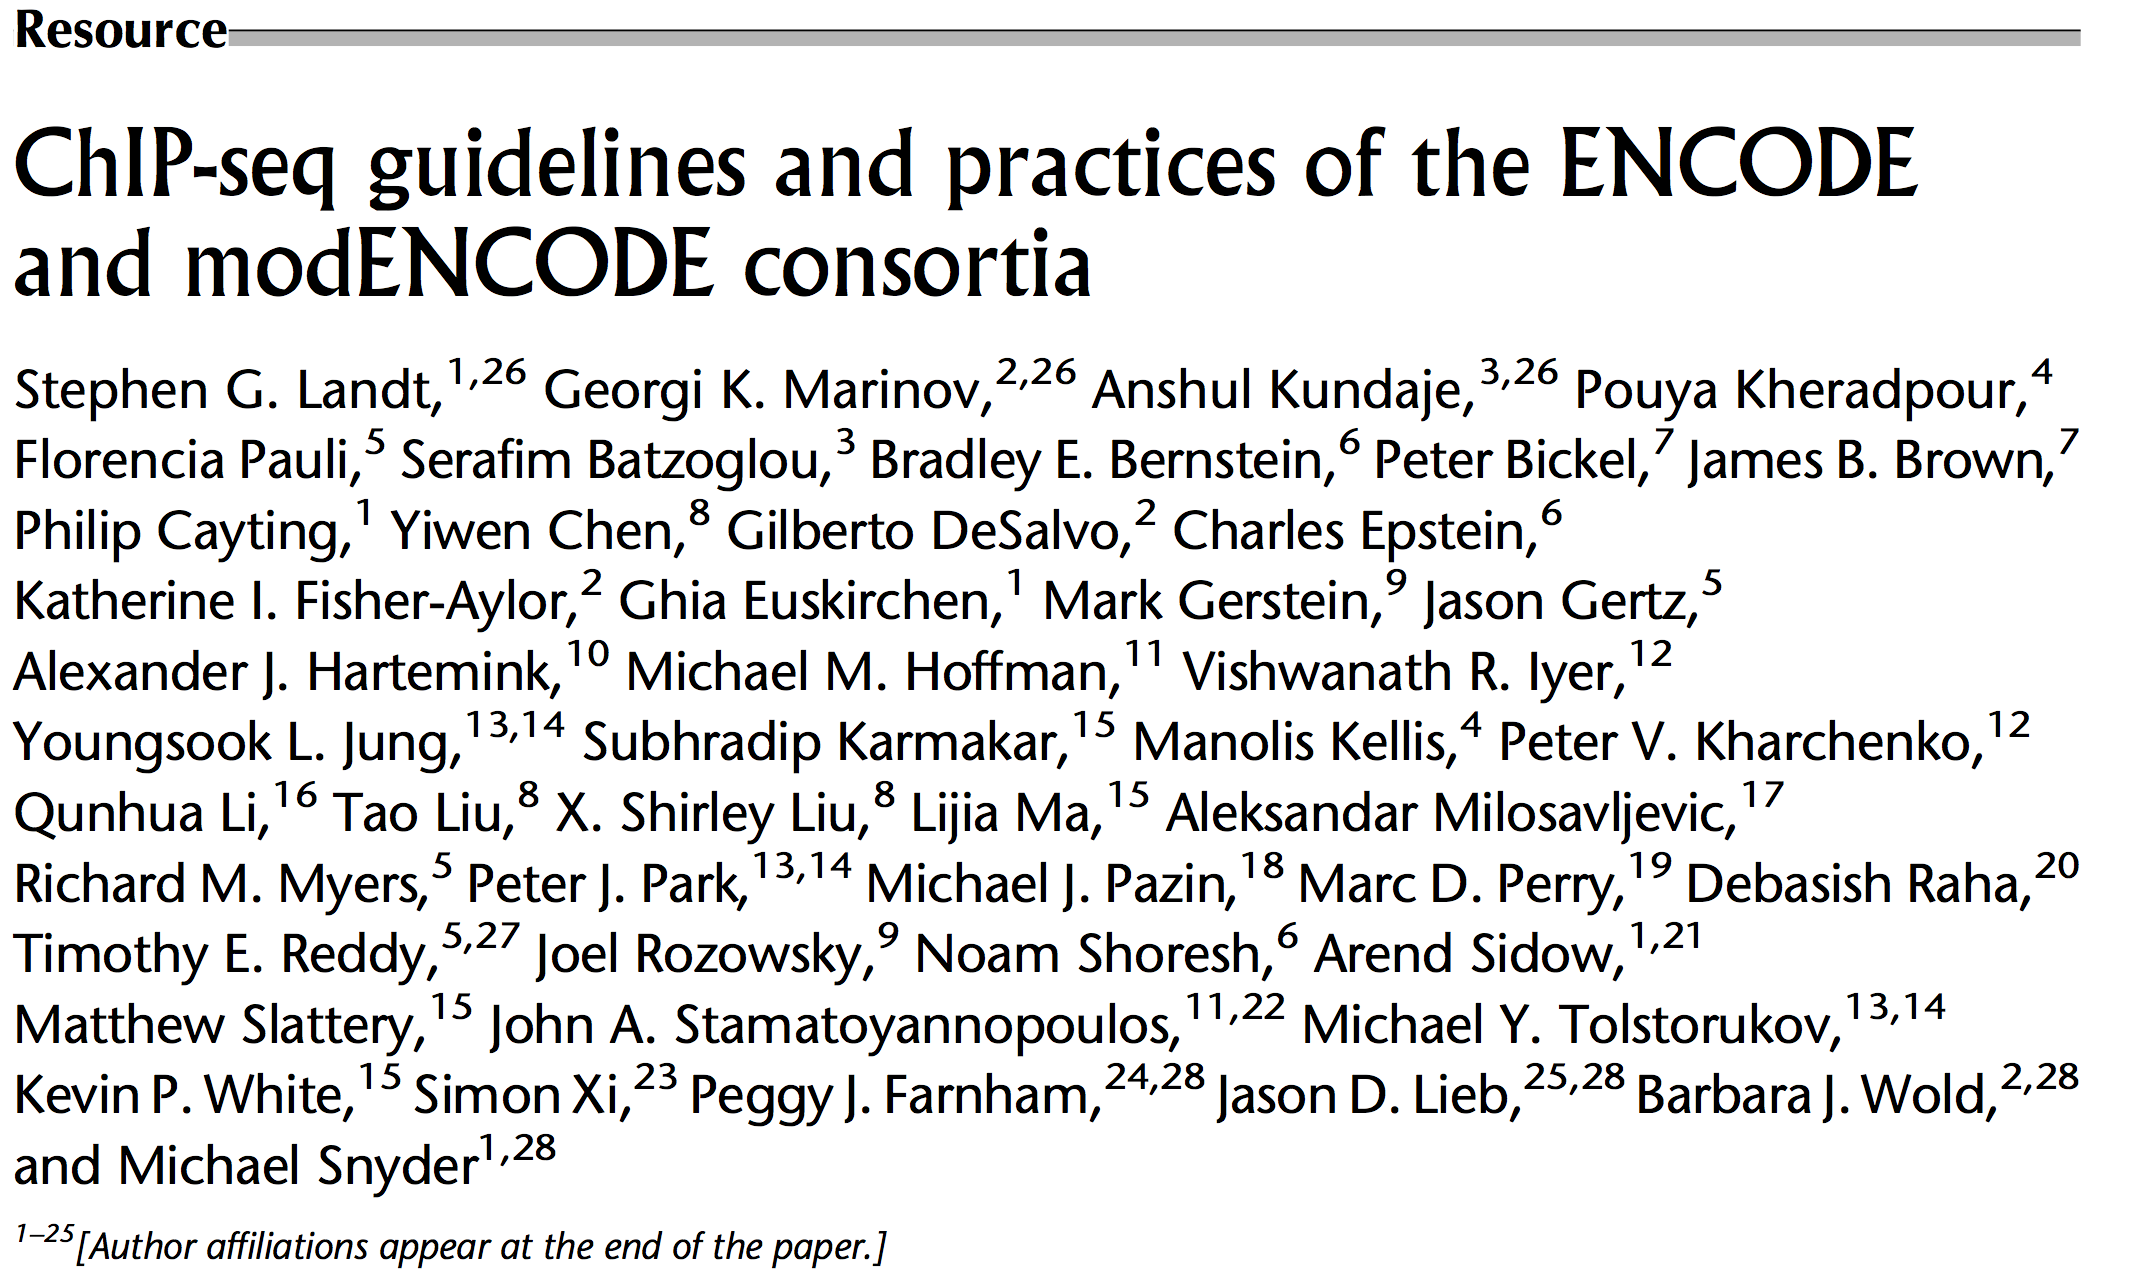 Resource
ChIP-seq guidelines and practices of the ENCODE
and modENCODE consortia
Stephen G. Landt,1,26 Georgi K. Marinov,2,26 Anshul Kundaje,3,26 Pouya Kheradpour,4
Florencia Pauli,5 Serafim Batzoglou,3 Bradley E. Bernstein,6 Peter Bickel,7 James B. Brown,7
Philip Cayting,1 Yiwen Chen,8 Gilberto DeSalvo,2 Charles Epstein,6
Katherine I. Fisher-Aylor,2 Ghia Euskirchen,1 Mark Gerstein,9 Jason Gertz,5
Alexander J. Hartemink,10 Michael M. Hoffman,11 Vishwanath R. Iyer,12
Youngsook L. Jung,13,14 Subhradip Karmakar,15 Manolis Kellis,4 Peter V. Kharchenko,12
Qunhua Li,16 Tao Liu,8 X. Shirley Liu,8 Lijia Ma,15 Aleksandar Milosavljevic,17
Richard M. Myers,5 Peter J. Park,13,14 Michael J. Pazin,18 Marc D. Perry,19 Debasish Raha,20
Timothy E. Reddy,5,27 Joel Rozowsky,9 Noam Shoresh,6 Arend Sidow,1,21
Matthew Slattery,15 John A. Stamatoyannopoulos,11,22 Michael Y. Tolstorukov,13,14
Kevin P. White,15 Simon Xi,23 Peggy J. Farnham,24,28 Jason D. Lieb,25,28 Barbara J. Wold,2,28
and Michael Snyder1,28
1–25[Author affiliations appear at the end of the paper.]